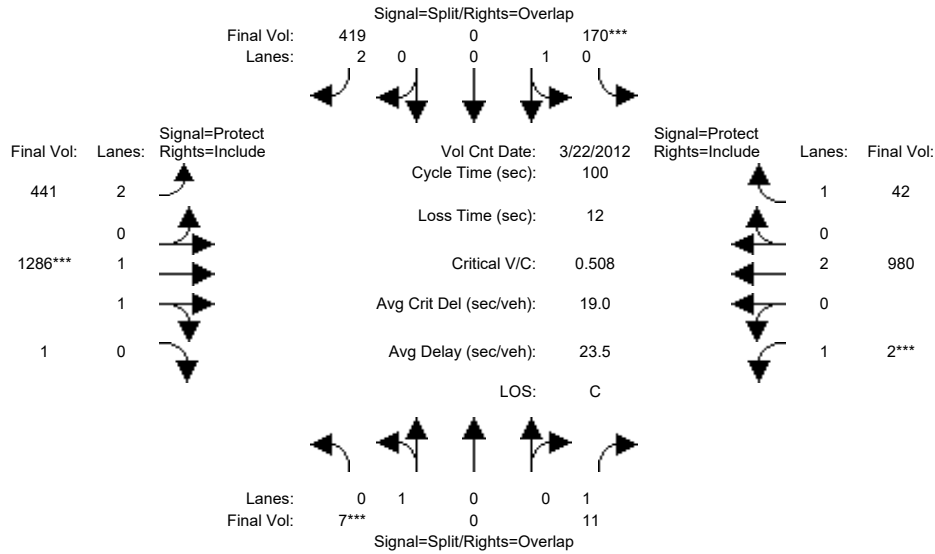 Signal=Split/Rights=Overlap
Final Vol: 419 0 170***
Lanes: 2 0 0 1 0
Signal=Protect Signal=Protect
Final Vol: Lanes: Rights=Include Vol Cnt Date: 3/22/2012 Rights=Include Lanes: Final Vol:
Cycle Time (sec): 100
441 2 1 42
Loss Time (sec): 12
0 0
1286*** 1 Critical V/C: 0.508 2 980
1 Avg Crit Del (sec/veh): 19.0 0
1 0 Avg Delay (sec/veh): 23.5 1 2***
LOS: C
Lanes: 0 1 0 0 1
Final Vol: 7*** 0 11
Signal=Split/Rights=Overlap